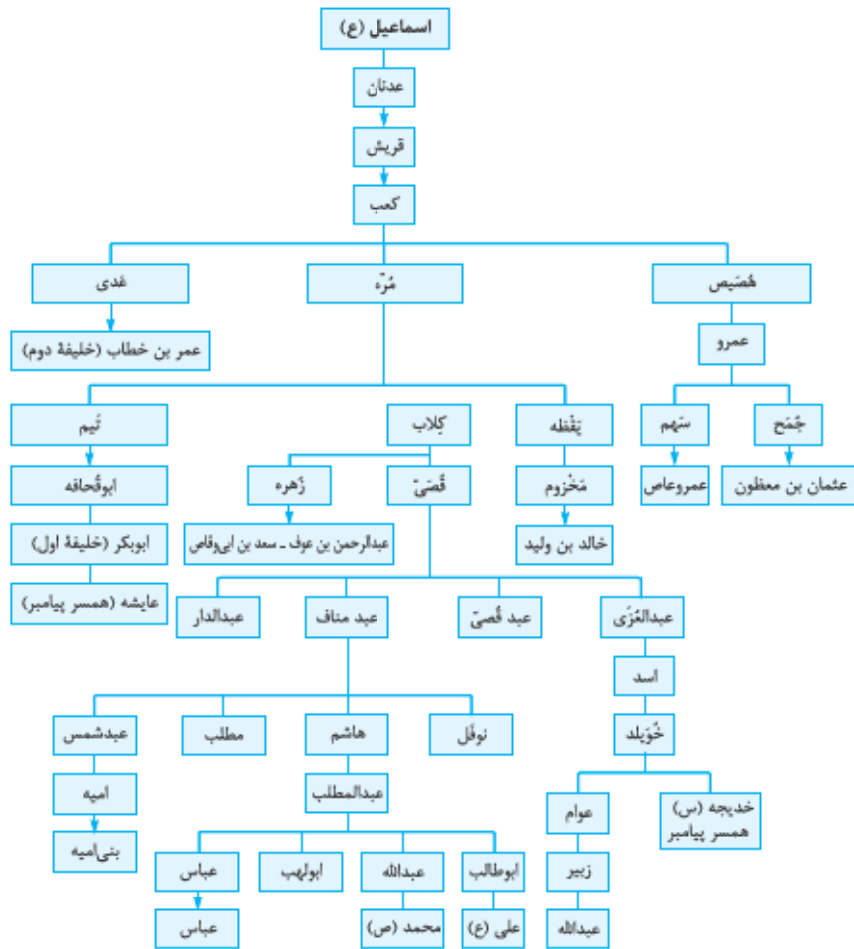 اسماعیل (ع)
عدنان
قریش
کعب
هُصَیص
مُرّه
عَدی
عمرو
عمر بن خطاب (خلیفهٔ دوم)
جُمَح
سَهم
یَقْظه
کِلاب
تَیم
عثمان بن معظون
عمروعاص
مَخْزوم
قُصَیّ
زُهره
ابوقُحافه
خالد بن ولید
عبدالرحمن بن عوف ـ سعد بن ابی‌وقاص
ابوبکر (خلیفهٔ اول)
عایشه (همسر پیامبر)
عبدالعُزَی
عبد قُصیّ
عبد مناف
عبدالدار
اسد
خُوَیلد
نوفَل
هاشم
مطلب
عبدشمس
خدیجه (س)
همسر پیامبر
عوام
عبدالمطلب
امیه
زبیر
ابوطالب
عبدالله
ابولهب
عباس
بنی‌امیه
عبدالله
علی (ع)
محمد (ص)
عباس